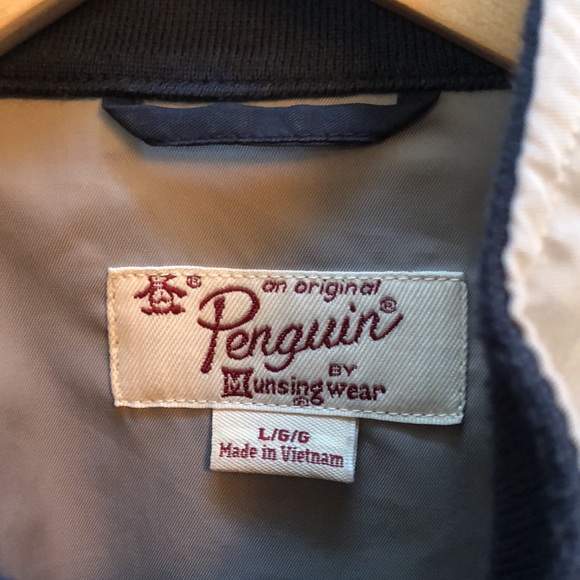 an original
Penguin®
BY
Munsingwear®
L/G/G
Made in Vietnam